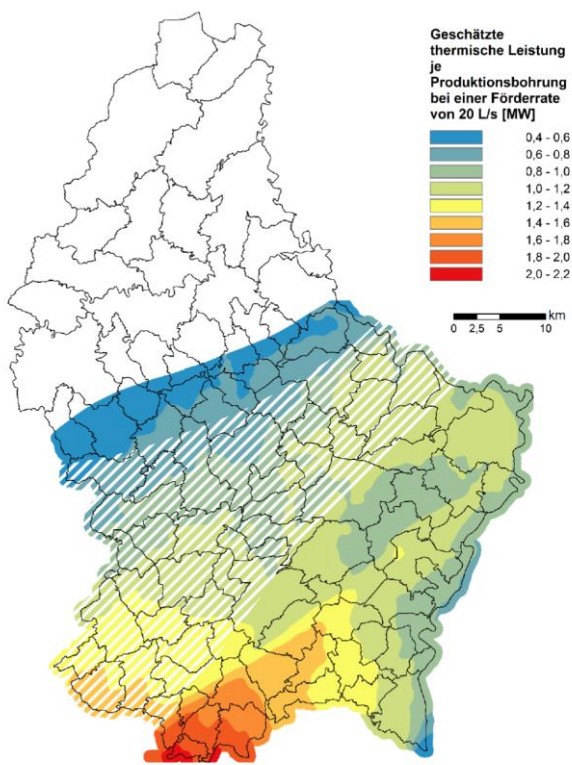 Geschätzte
thermische Leistung
je
Produktionsbohrung
bei einer Förderrate
von 20 L/s [MW]
0,4 - 0,6
0,6 - 0,8
0,8 - 1,0
1,0 - 1,2
1,2 - 1,4
1,4 - 1,6
1,6 - 1,8
1,8 - 2,0
2,0 - 2,2
km
0 2,5 5 10